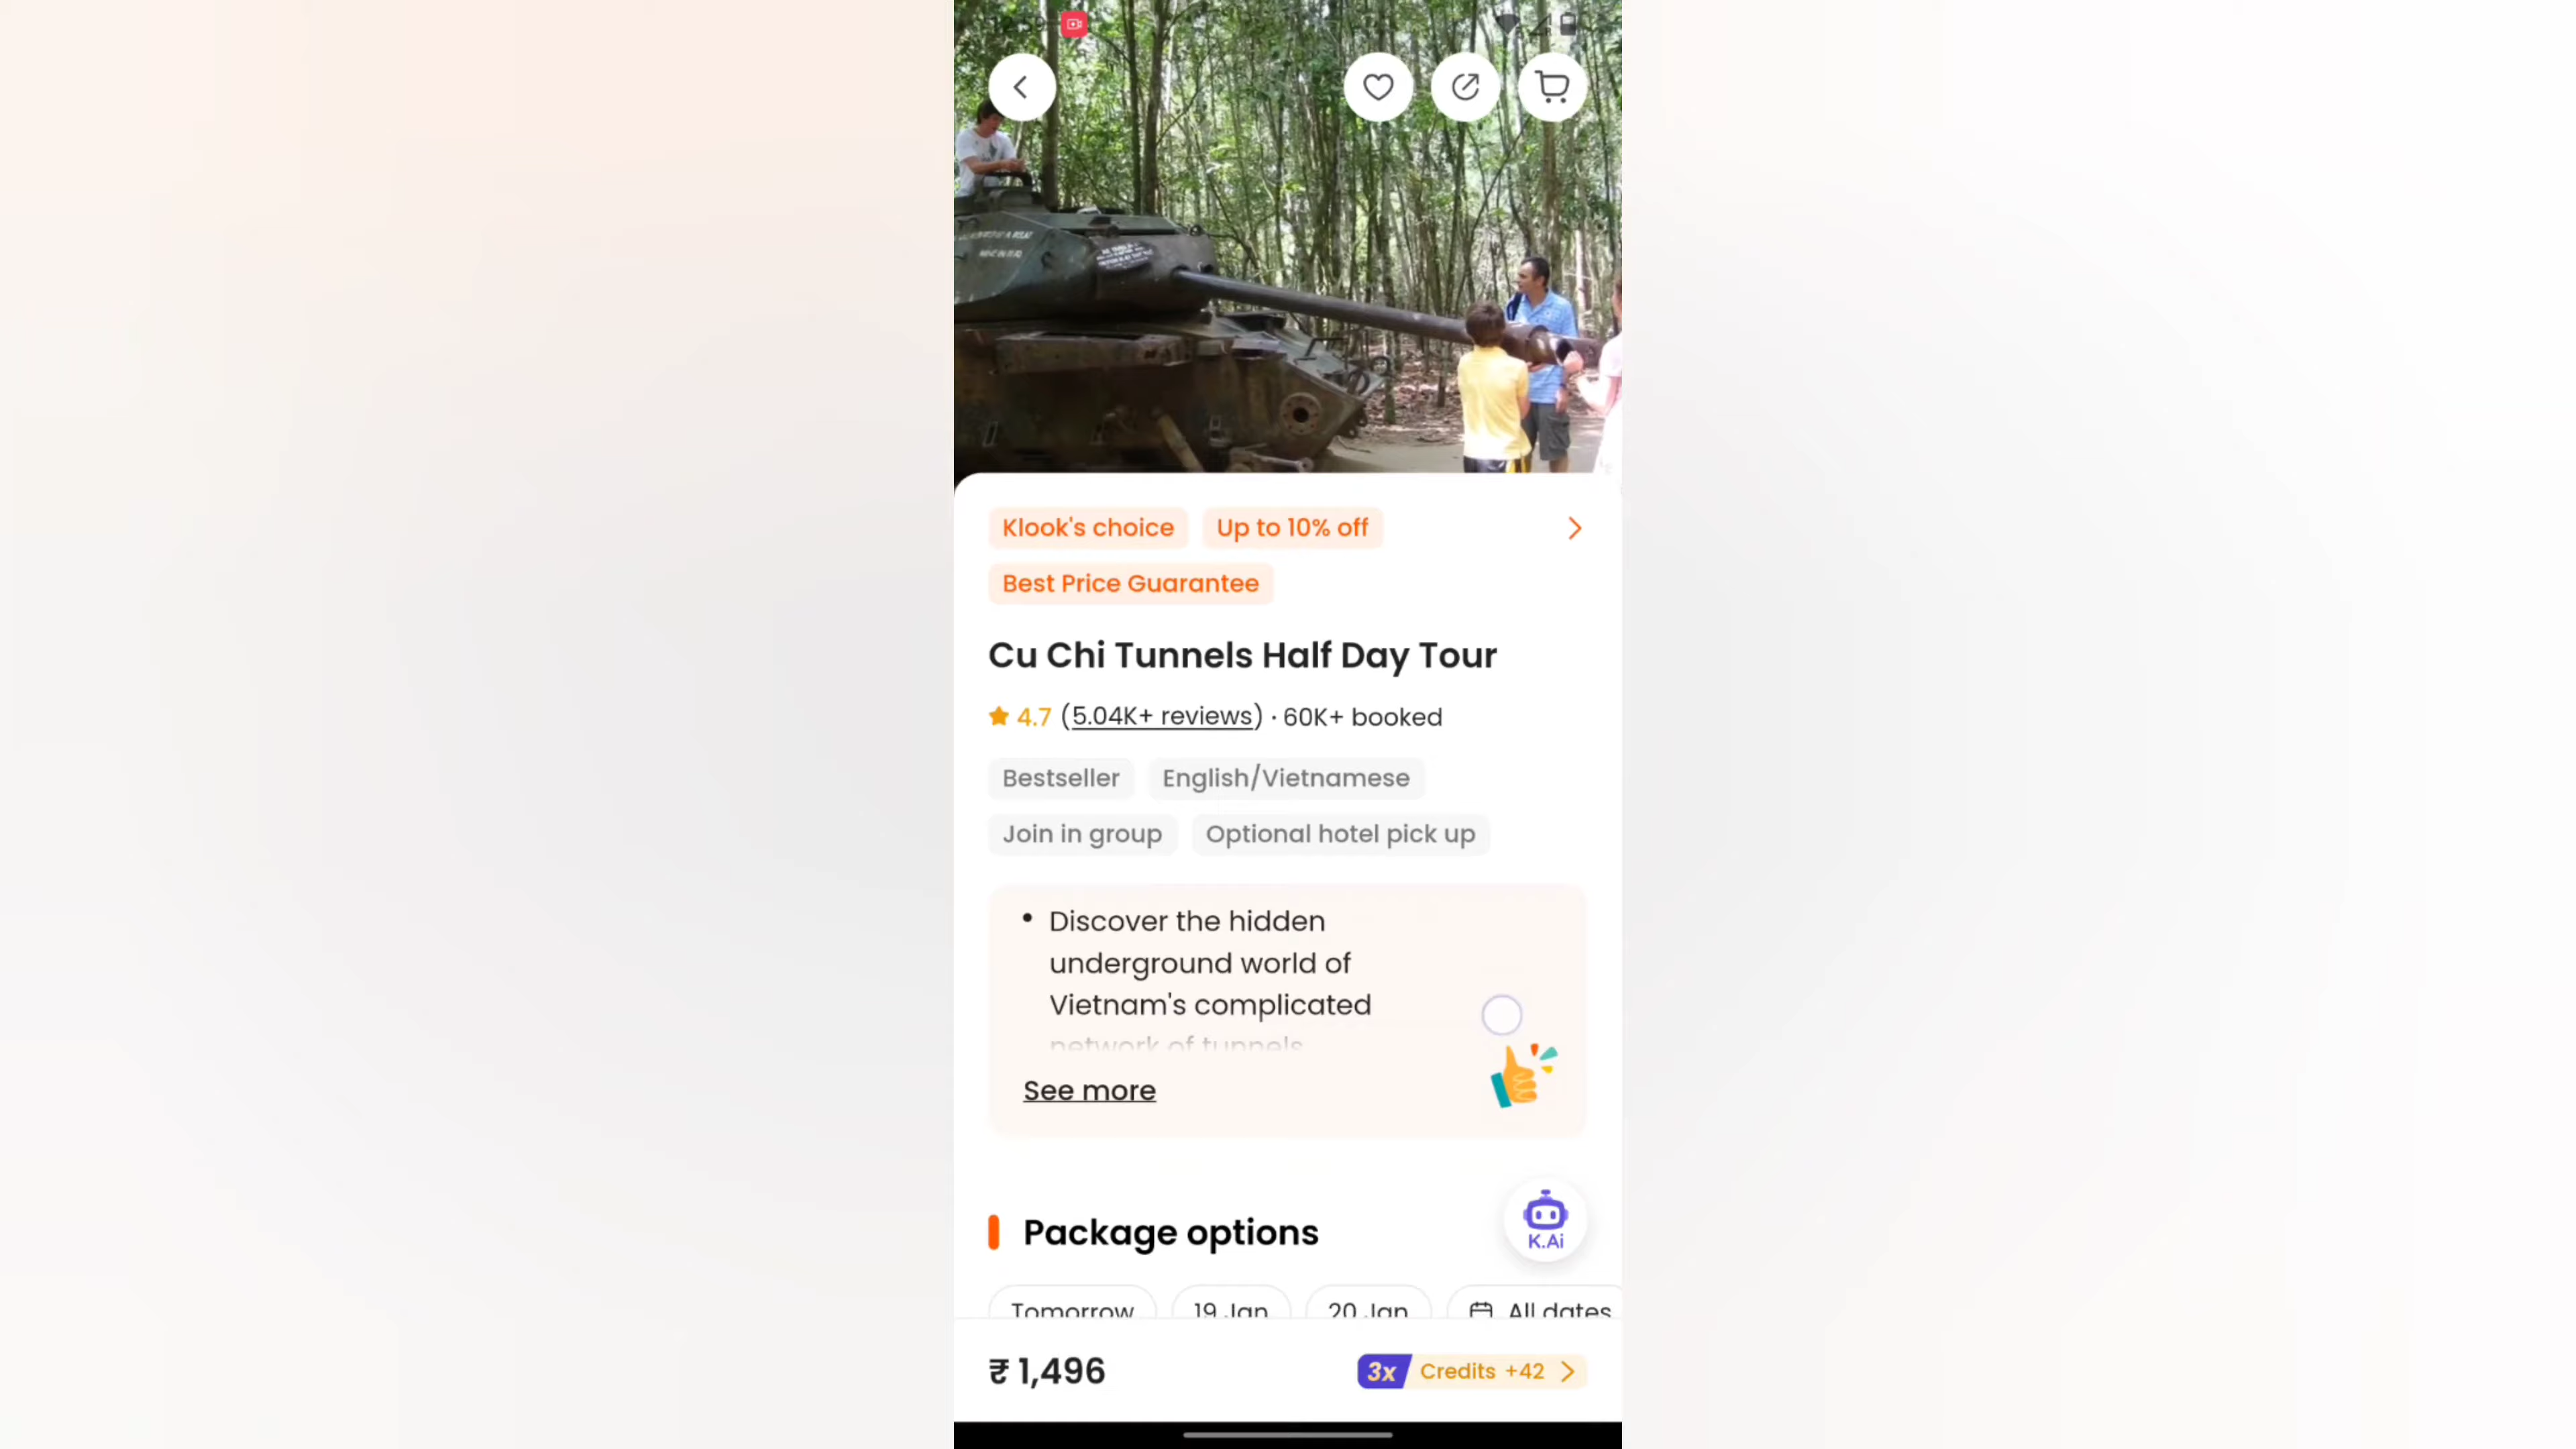 Klook's choice
Up to 10% off
Best Price Guarantee
Cu Chi Tunnels Half Day Tour
4.7 (5.04K+ reviews) · 60K+ booked
Bestseller
English/Vietnamese
Join in group
Optional hotel pick up
• Discover the hidden
underground world of
Vietnam's complicated
network of tunnels
See more
Package options
K.Ai
Tomorrow
19 Jan
20 Jan
All dates
₹ 1,496
3x Credits +42